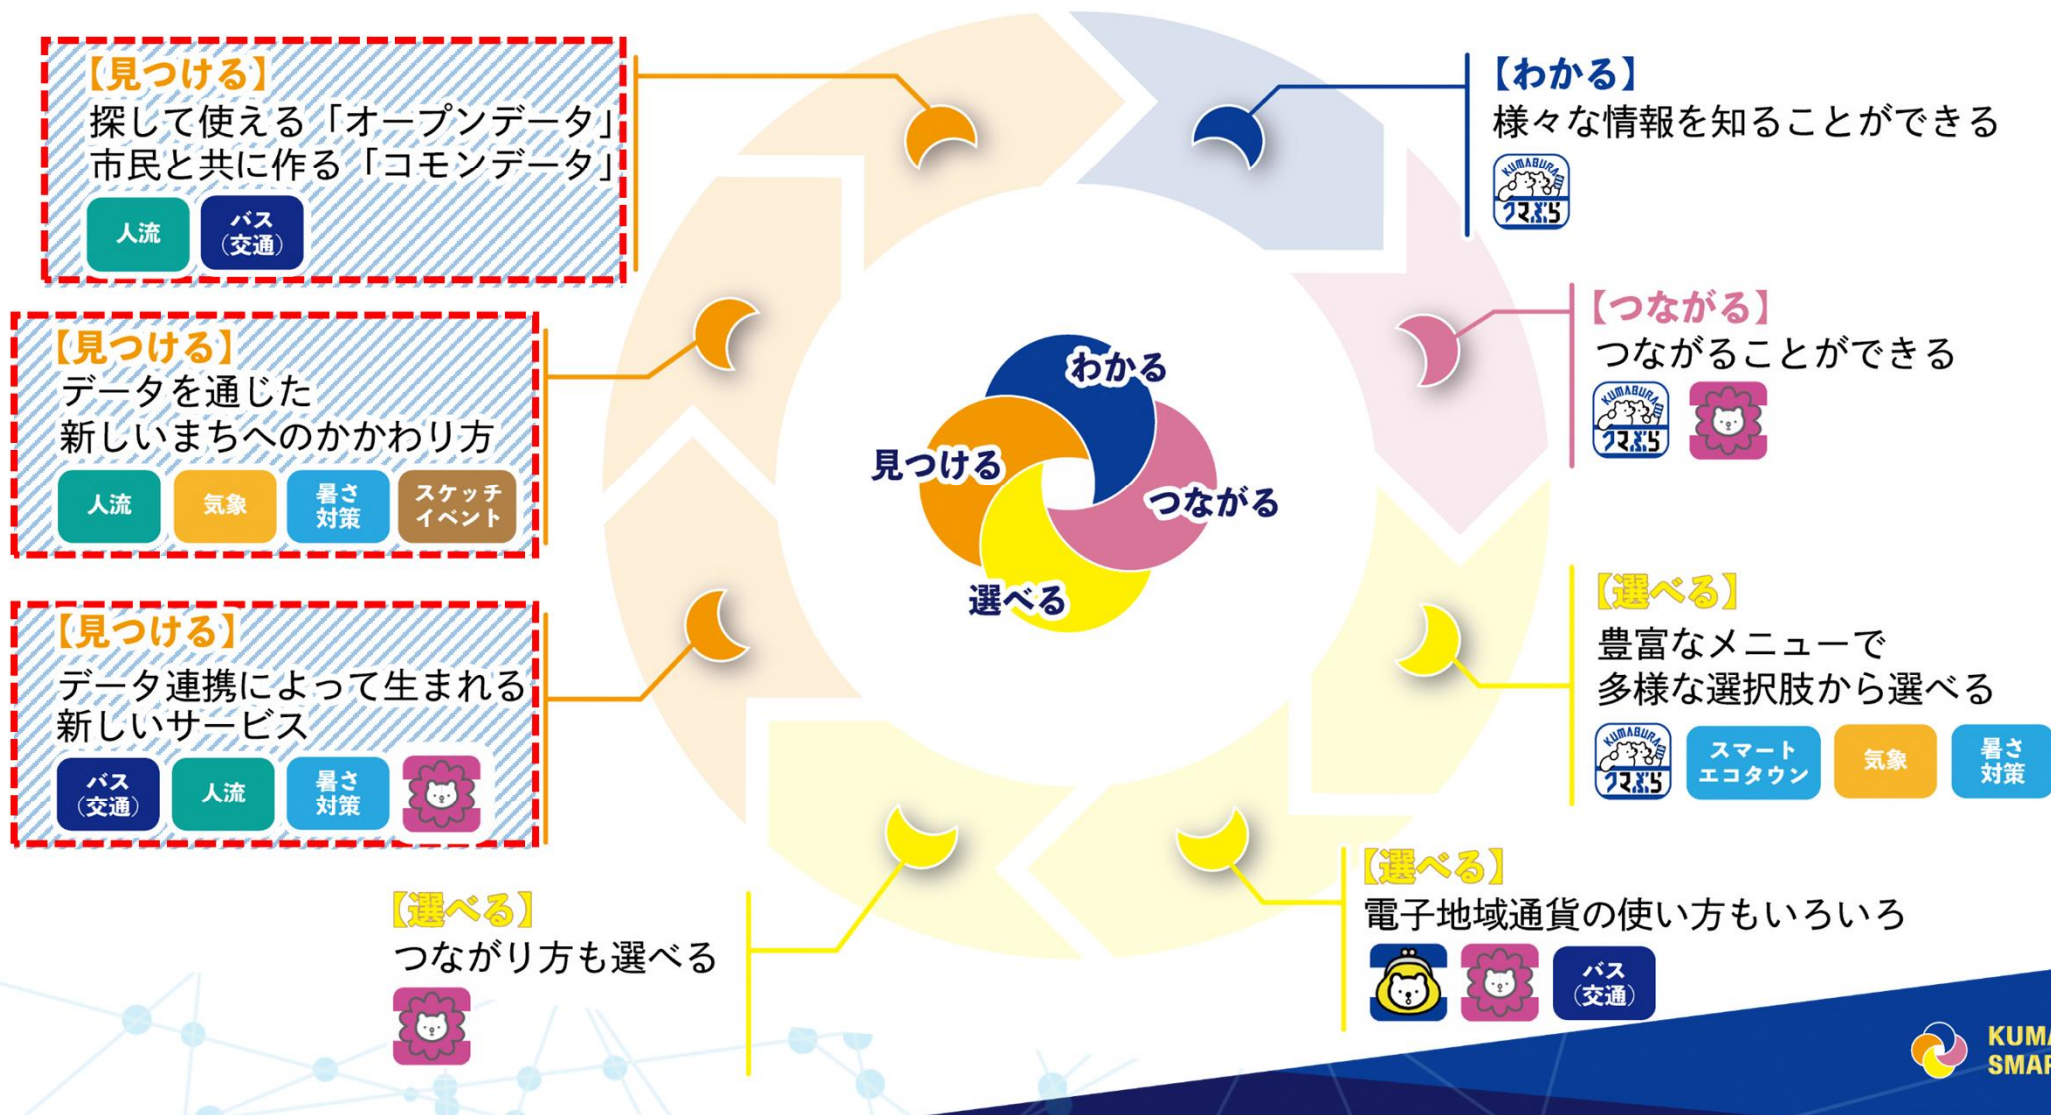 【見つける】
探して使える「オープンデータ」
市民と共に作る「コモンデータ」
人流
バス
（交通）
【見つける】
データを通じた
新しいまちへのかかわり方
人流
気象
暑さ
対策
スケッチ
イベント
【見つける】
データ連携によって生まれる
新しいサービス
バス
（交通）
人流
暑さ
対策
【選べる】
つながり方も選べる
わかる
見つける
つながる
選べる
【わかる】
様々な情報を知ることができる
KUMABURA
クマぶら
【つながる】
つながることができる
KUMABURA
クマぶら
【選べる】
豊富なメニューで
多様な選択肢から選べる
KUMABURA
クマぶら
スマート
エコタウン
気象
暑さ
対策
【選べる】
電子地域通貨の使い方もいろいろ
バス
（交通）
KUMA
SMAR